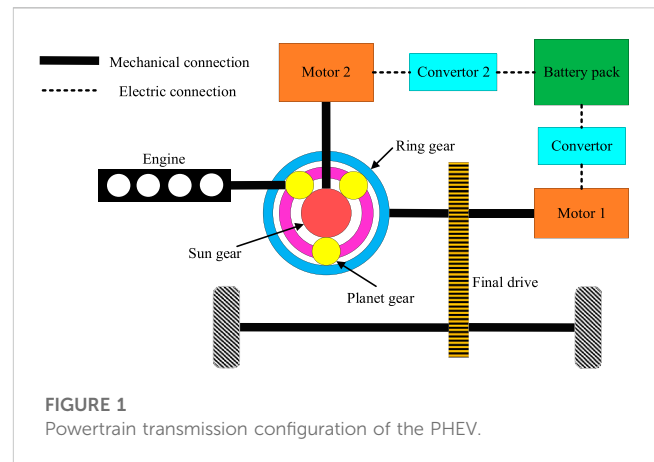 Mechanical connection
Electric connection
Motor 2
Convertor 2
Battery pack
Convertor
Motor 1
Engine
Ring gear
Sun gear
Planet gear
Final drive
FIGURE 1
Powertrain transmission configuration of the PHEV.